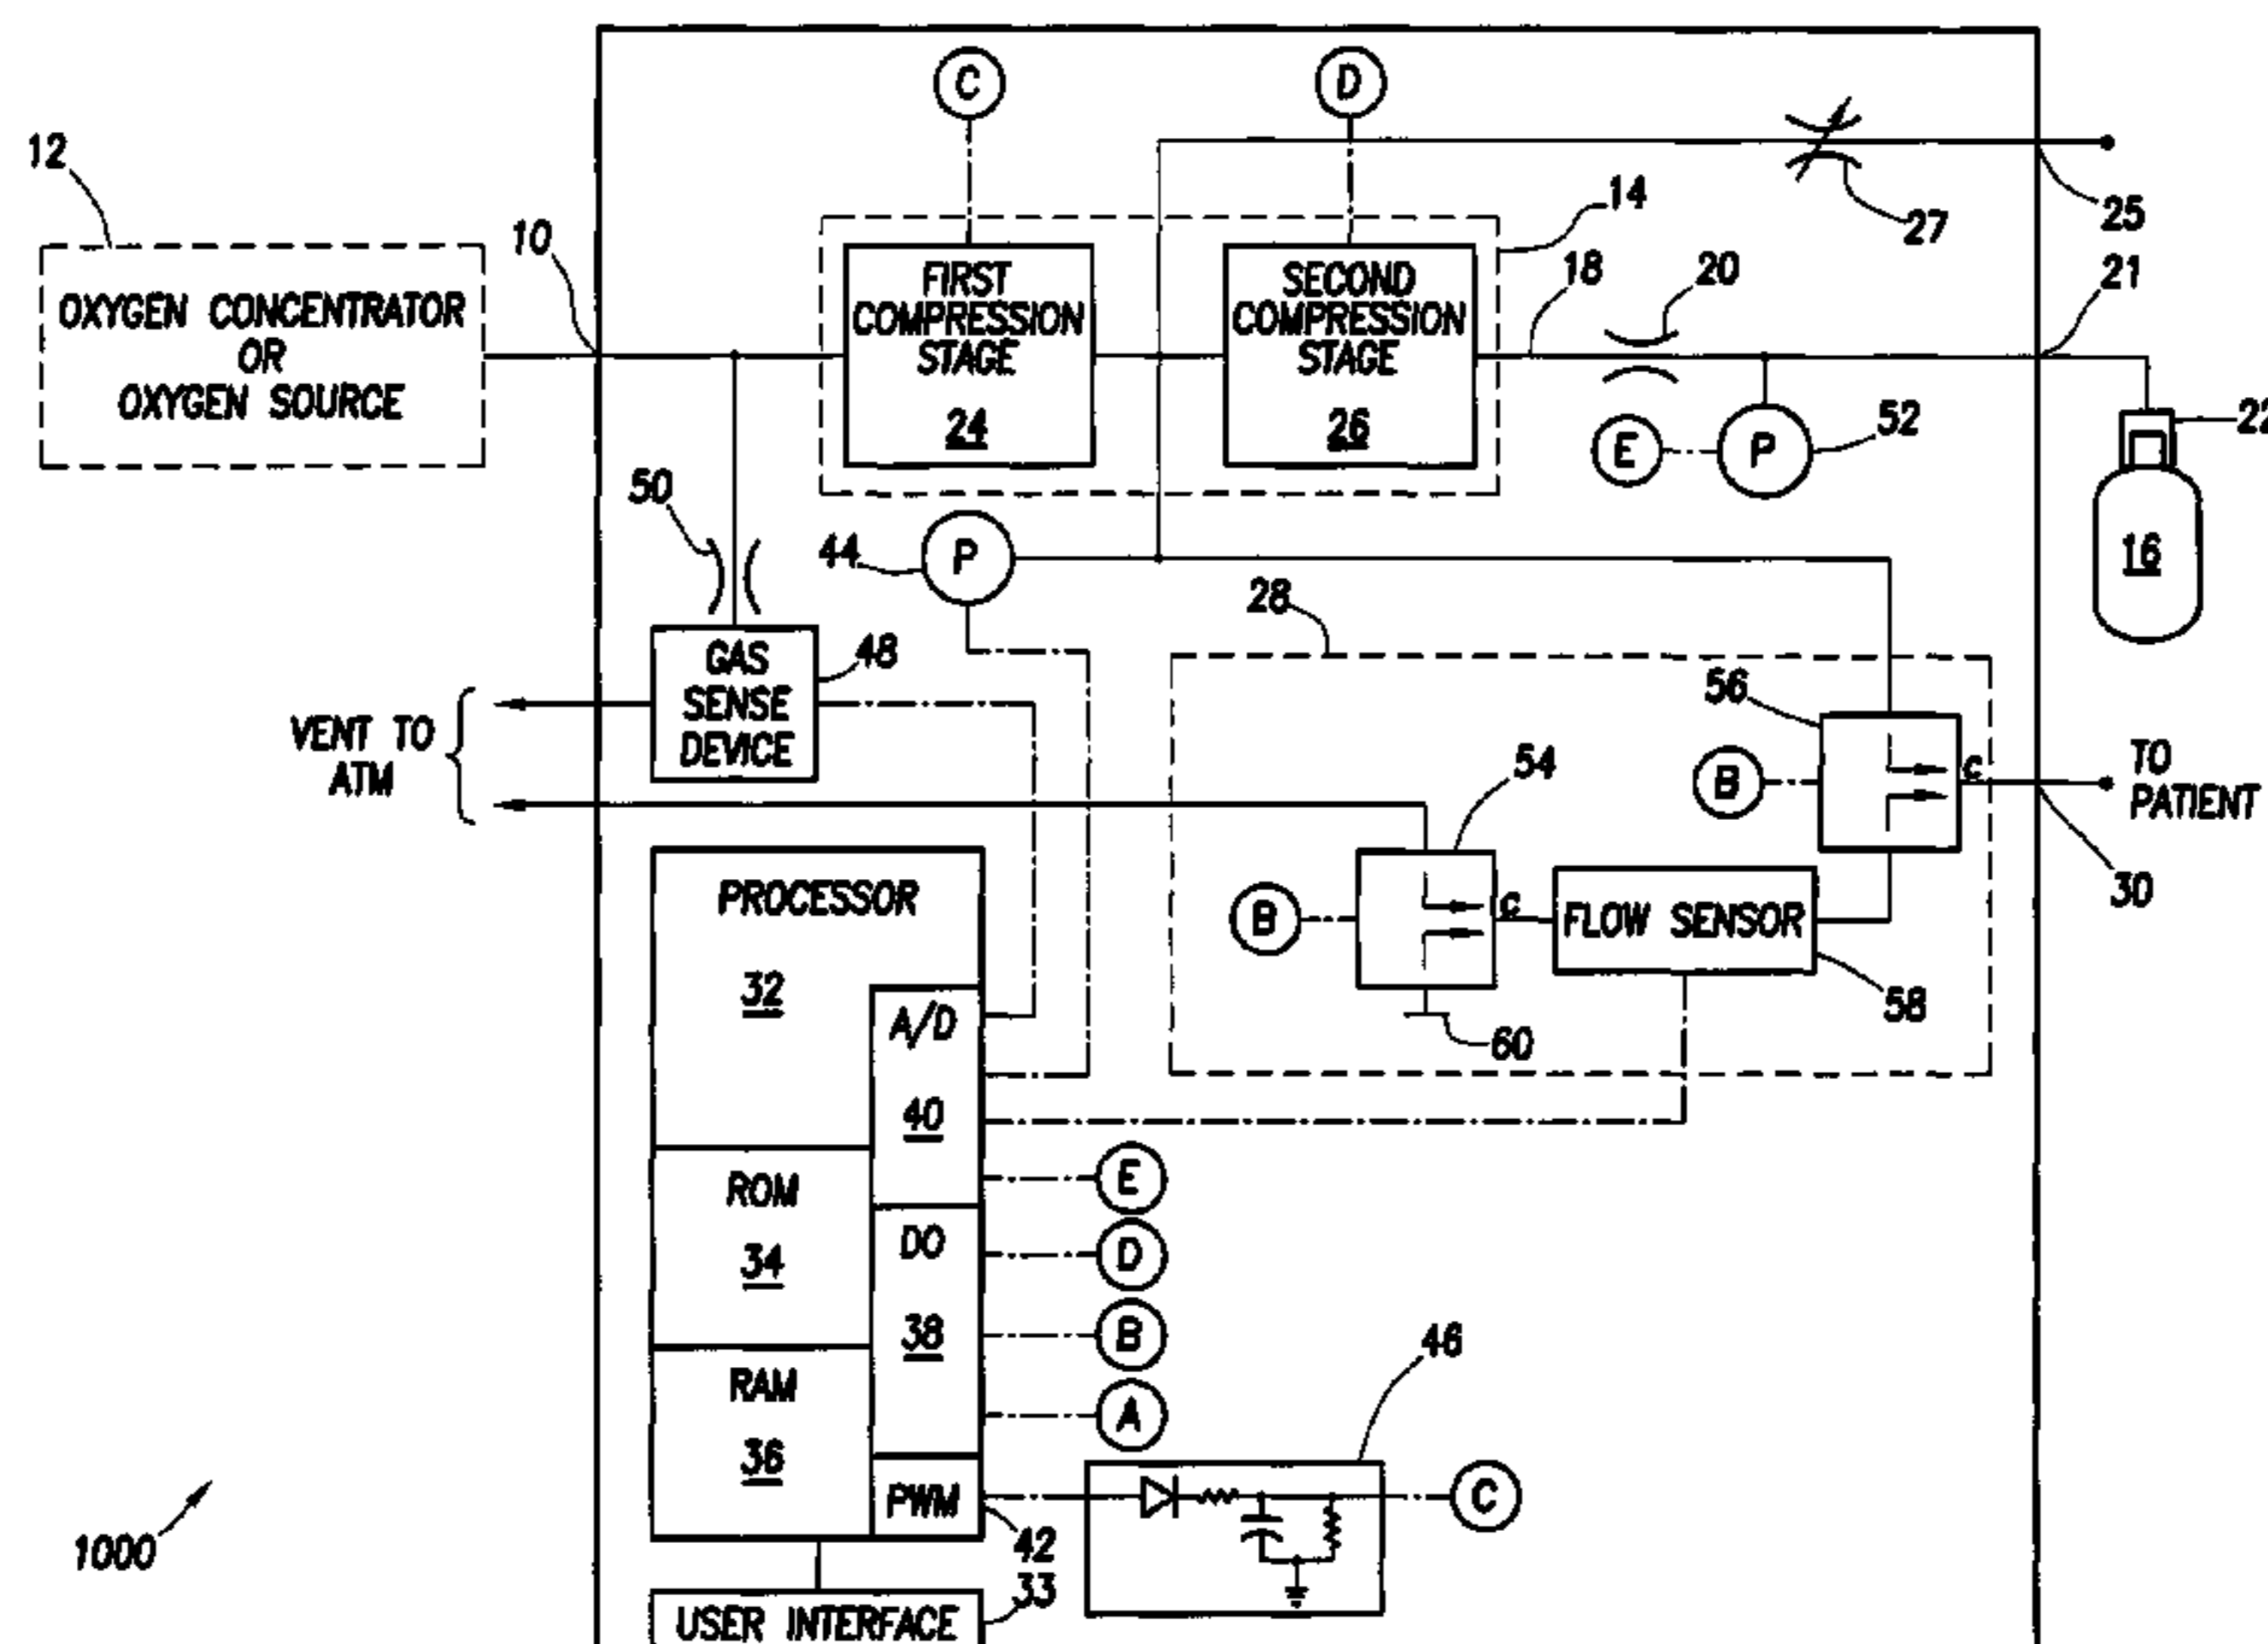 C
D
12
14
25
27
10
18
20
21
OXYGEN CONCENTRATOR
OR
OXYGEN SOURCE
FIRST
COMPRESSION
STAGE
24
SECOND
COMPRESSION
STAGE
26
E
P
52
22
16
50
44
P
28
GAS
SENSE
DEVICE
48
VENT TO
ATM
56
B
C
TO
PATIENT
30
54
B
C
FLOW SENSOR
58
60
PROCESSOR
32
A/D
40
ROM
34
DO
38
RAM
36
PWM
42
E
D
B
A
46
C
33
USER INTERFACE
1000